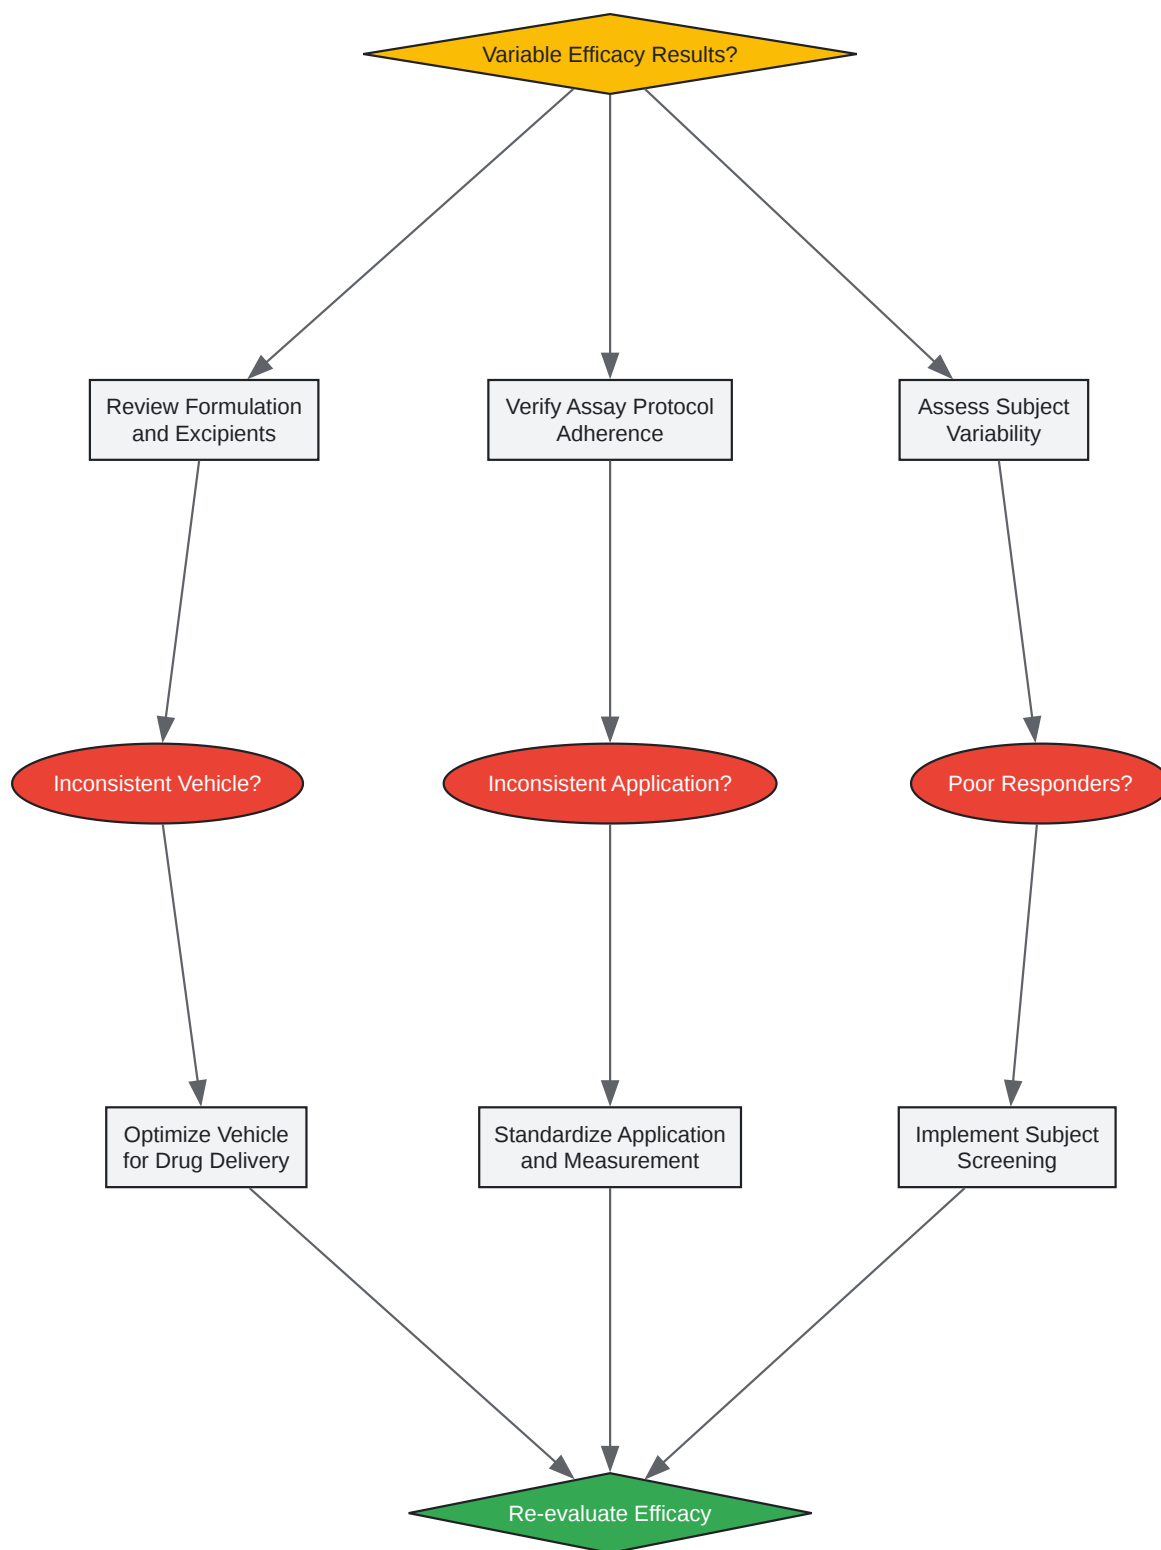 Variable Efficacy Results?
Review Formulation
and Excipients
Verify Assay Protocol
Adherence
Assess Subject
Variability
Inconsistent Vehicle?
Inconsistent Application?
Poor Responders?
Optimize Vehicle
for Drug Delivery
Standardize Application
and Measurement
Implement Subject
Screening
Re-evaluate Efficacy